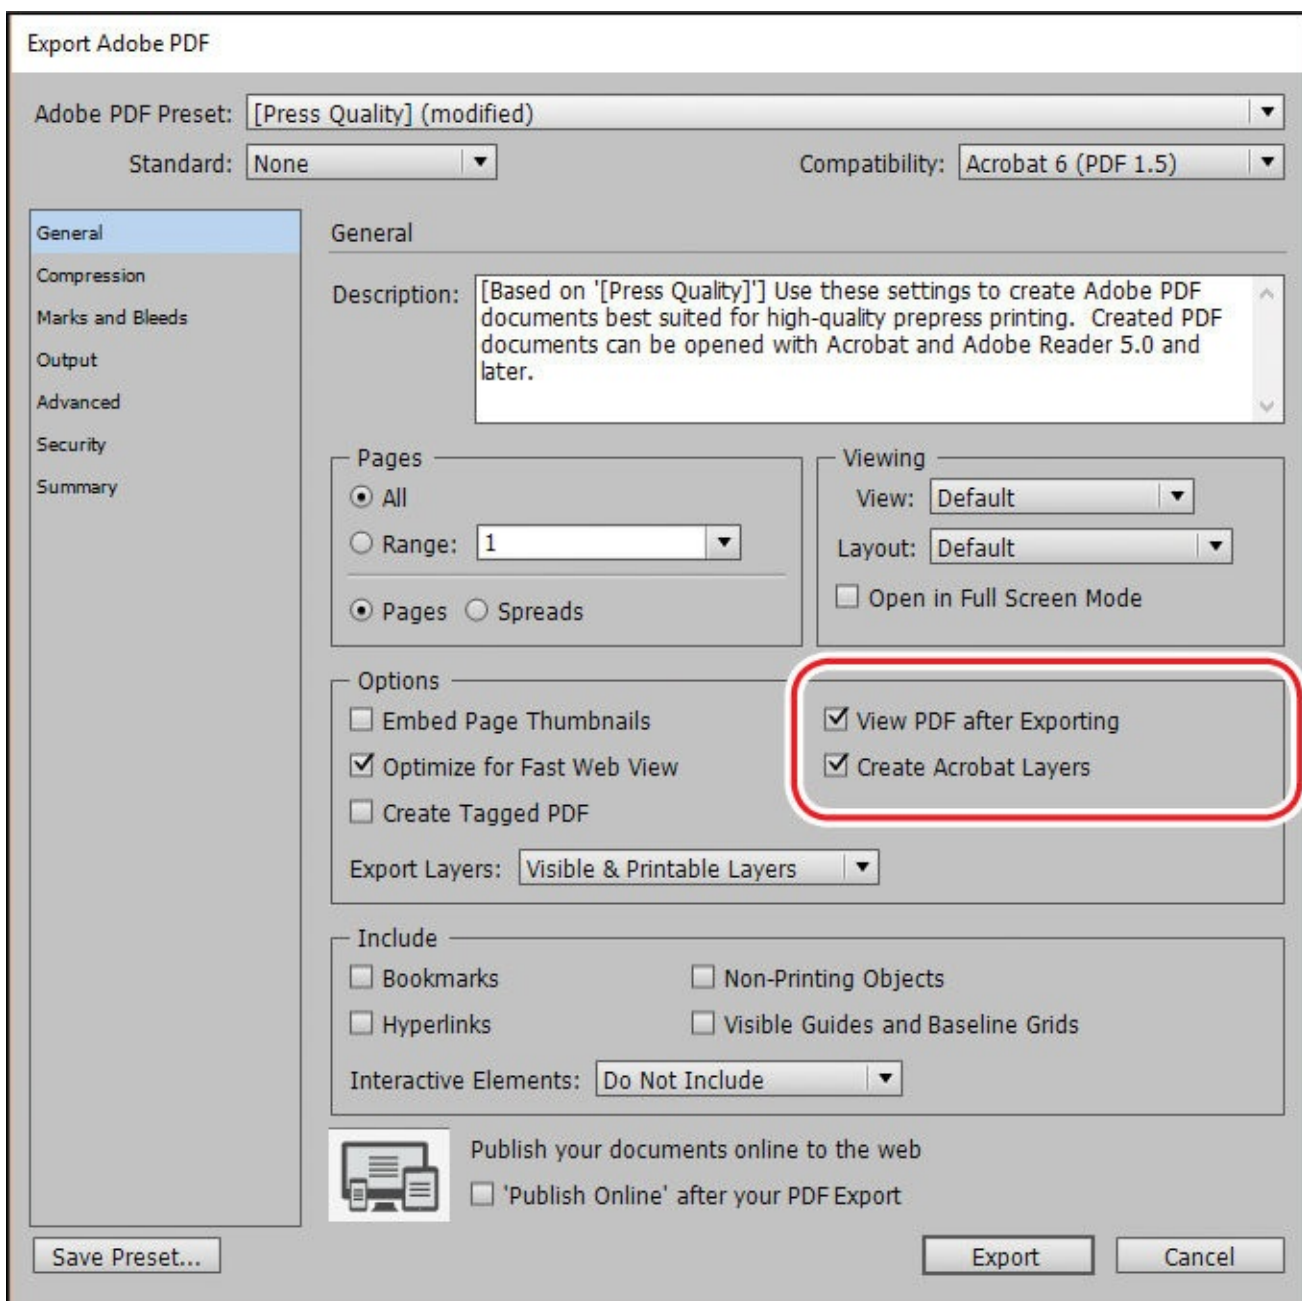 Export Adobe PDF
Adobe PDF Preset: [Press Quality] (modified)
Standard: None Compatibility: Acrobat 6 (PDF 1.5)
General
Compression
Marks and Bleeds
Output
Advanced
Security
Summary
General
Description: [Based on '[Press Quality]'] Use these settings to create Adobe PDF
documents best suited for high-quality prepress printing.  Created PDF
documents can be opened with Acrobat and Adobe Reader 5.0 and
later.
Pages
All
Range: 1
Pages Spreads
Viewing
View: Default
Layout: Default
Open in Full Screen Mode
Options
Embed Page Thumbnails
Optimize for Fast Web View
Create Tagged PDF
View PDF after Exporting
Create Acrobat Layers
Export Layers: Visible & Printable Layers
Include
Bookmarks
Hyperlinks
Non-Printing Objects
Visible Guides and Baseline Grids
Interactive Elements: Do Not Include
Publish your documents online to the web
'Publish Online' after your PDF Export
Save Preset... Export Cancel